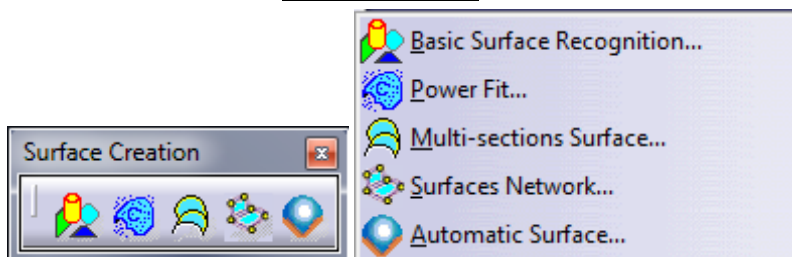 Surface Creation
Basic Surface Recognition...
Power Fit...
Multi-sections Surface...
Surfaces Network...
Automatic Surface...